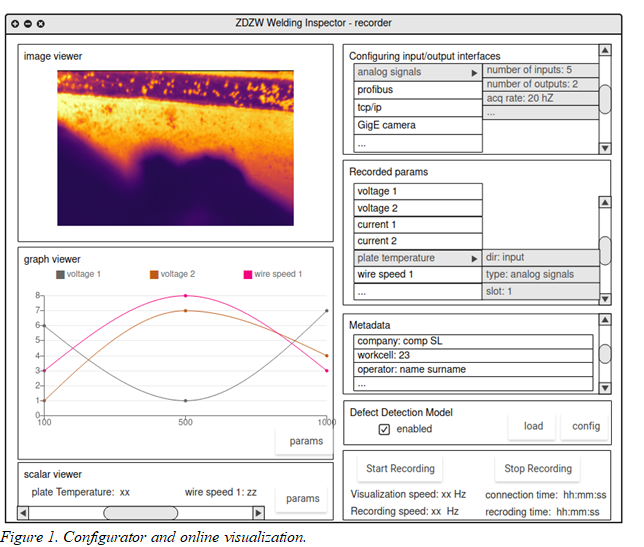 ZDZW Welding Inspector - recorder
image viewer
graph viewer
voltage 1
voltage 2
wire speed 1
8
7
6
5
4
3
2
1
0
100
500
1000
params
scalar viewer
plate Temperature: xx
wire speed 1: zz
params
Configuring input/output interfaces
analog signals
number of inputs: 5
number of outputs: 2
acq rate: 20 hZ
...
profibus
tcp/ip
GigE camera
...
Recorded params
voltage 1
voltage 2
current 1
current 2
plate temperature
dir: input
wire speed 1
type: analog signals
...
slot: 1
Metadata
company: comp SL
workcell: 23
operator: name surname
...
Defect Detection Model
enabled
load
config
Start Recording
Stop Recording
Visualization speed: xx Hz
connection time: hh:mm:ss
Recording speed: xx Hz
recroding time: hh:mm:ss
Figure 1. Configurator and online visualization.